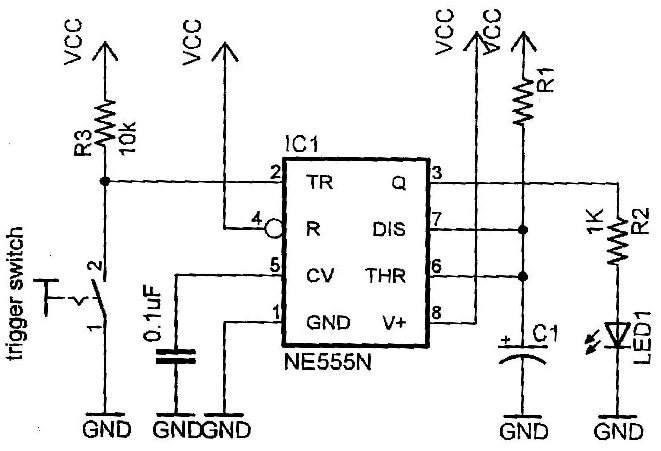 VCC
VCC
VCC
VCC
R3
10k
IC1
R1
2
TR
Q
3
4
R
DIS
7
5
CV
THR
6
1
GND
V+
8
NE555N
trigger switch
2
1
0.1uF
1K
R2
+
C1
LED1
GND
GND
GND
GND
GND